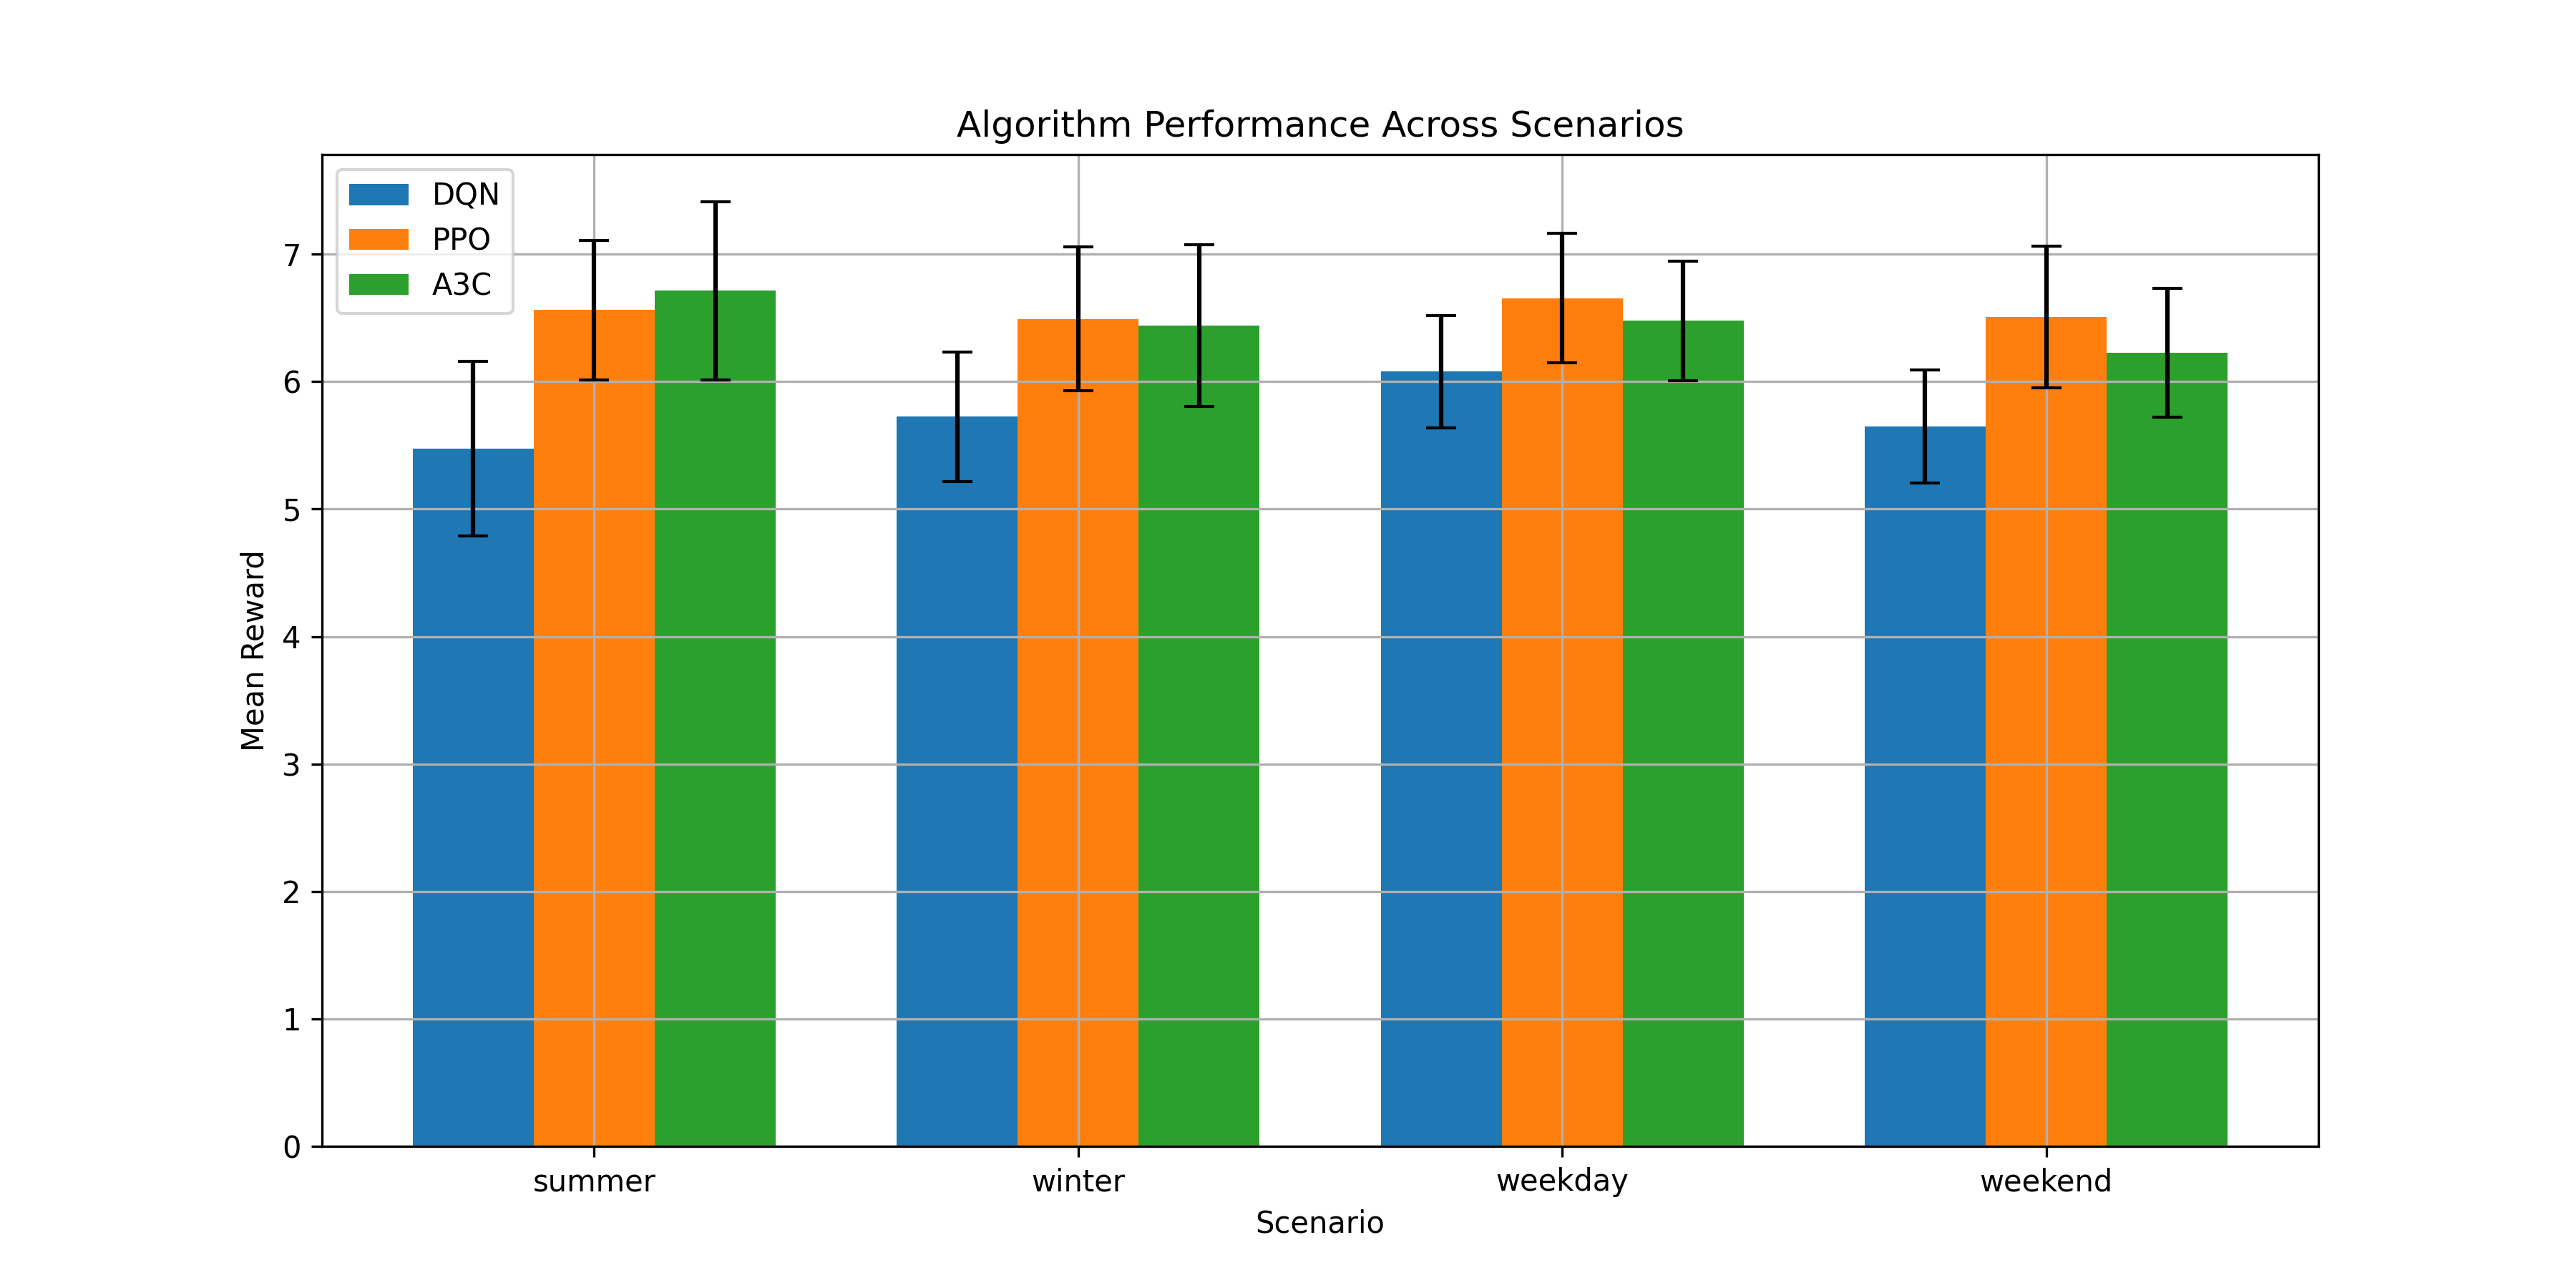 Algorithm Performance Across Scenarios
DQN
PPO
A3C
7
6
5
4
3
2
1
0
Mean Reward
summer winter weekday weekend
Scenario